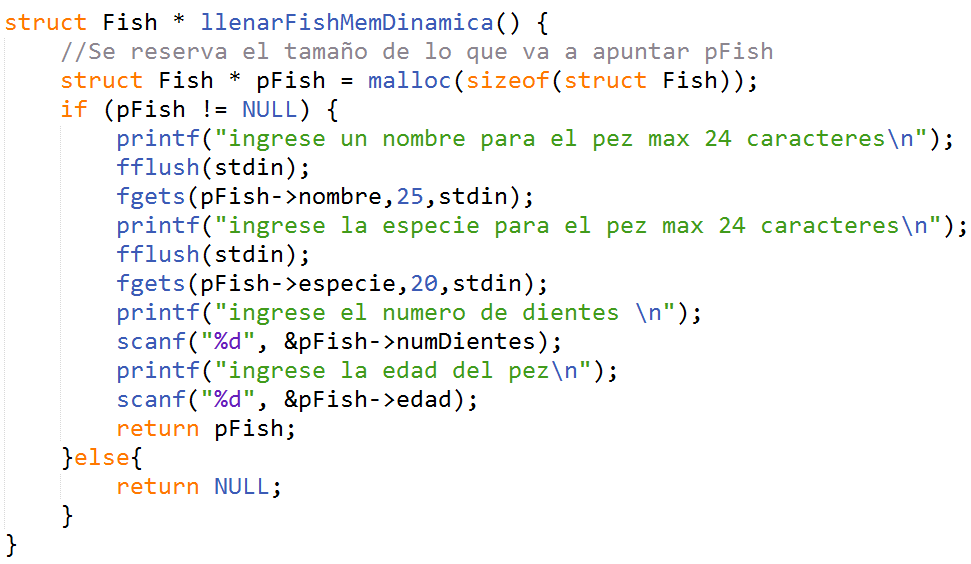 struct Fish * llenarFishMemDinamica() {
    //Se reserva el tamaño de lo que va a apuntar pFish
    struct Fish * pFish = malloc(sizeof(struct Fish));
    if (pFish != NULL) {
        printf("ingrese un nombre para el pez max 24 caracteres\n");
        fflush(stdin);
        fgets(pFish->nombre,25,stdin);
        printf("ingrese la especie para el pez max 24 caracteres\n");
        fflush(stdin);
        fgets(pFish->especie,20,stdin);
        printf("ingrese el numero de dientes \n");
        scanf("%d", &pFish->numDientes);
        printf("ingrese la edad del pez\n");
        scanf("%d", &pFish->edad);
        return pFish;
    }else{
        return NULL;
    }
}